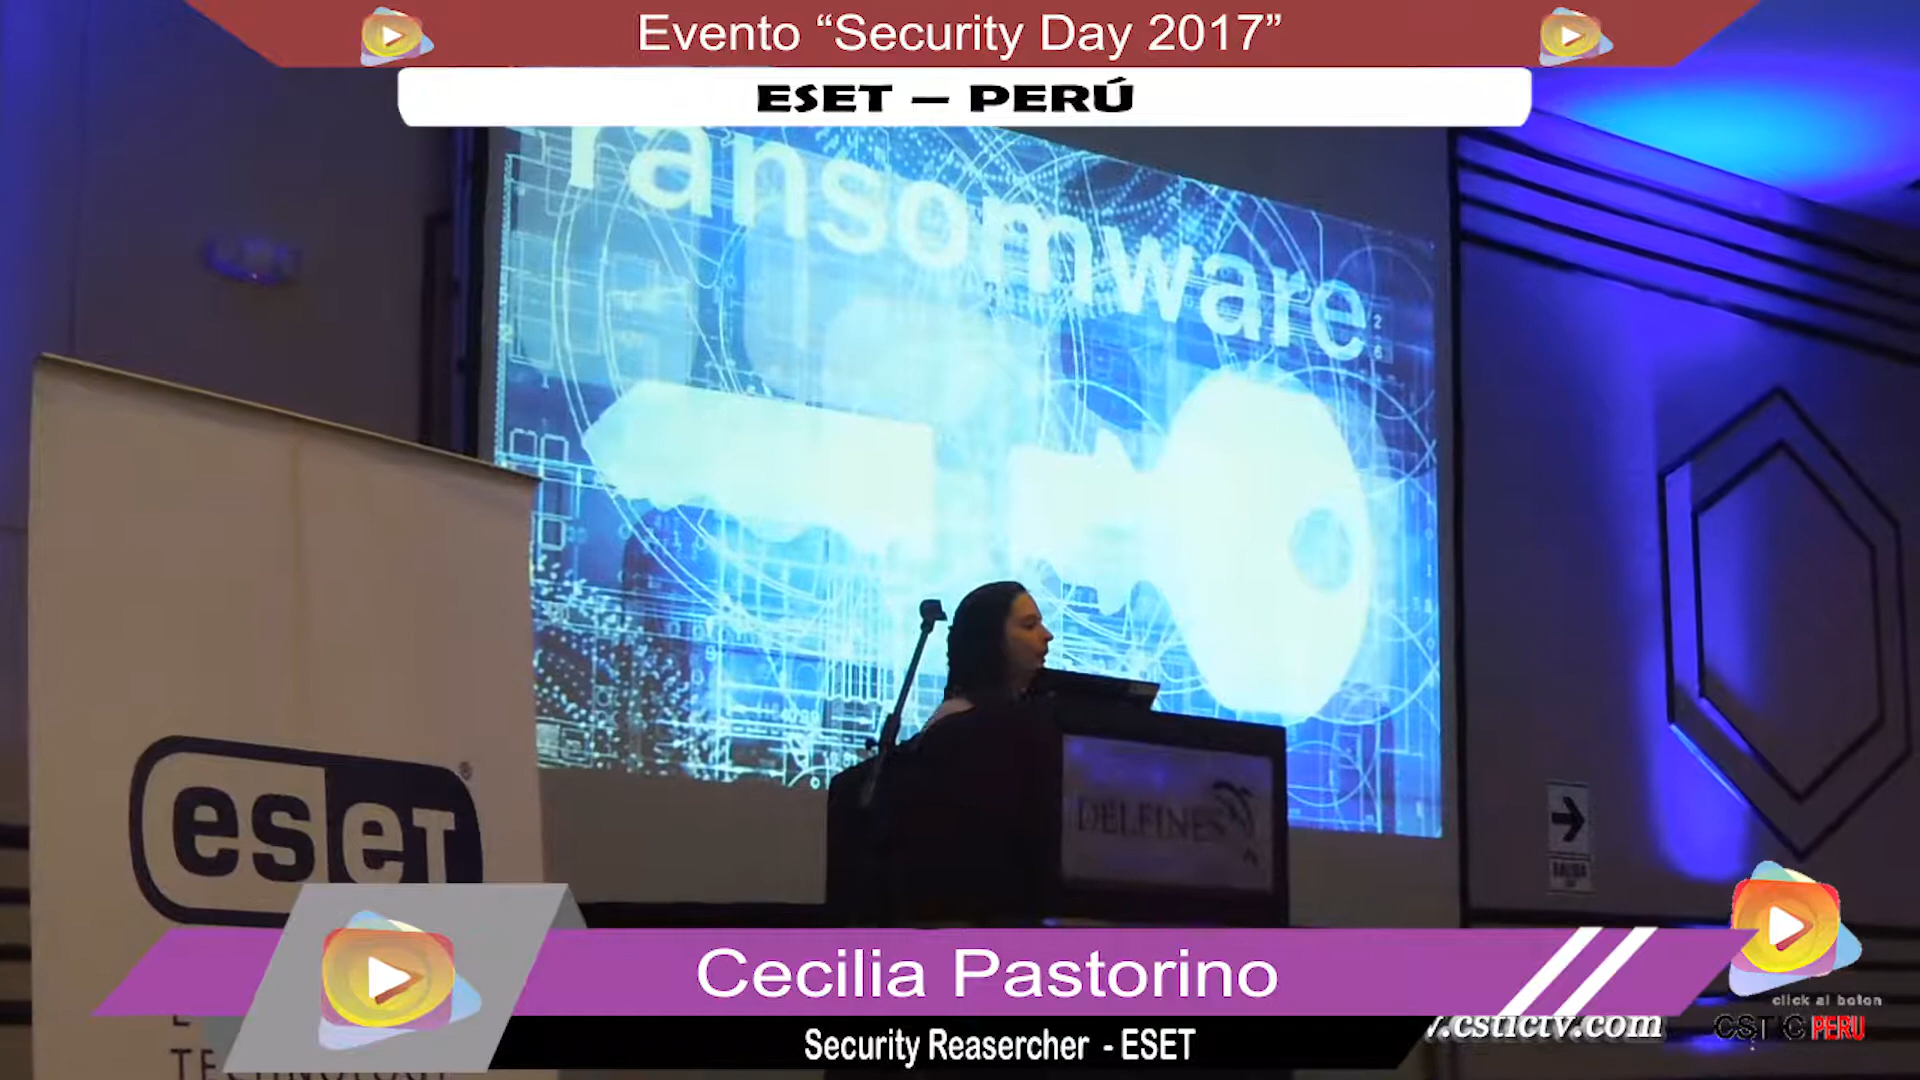 Evento “Security Day 2017”
ESET – PERÚ
ransomware
DELFINES
eseT
®
SALIDA
Cecilia Pastorino
click al boton
.cstictv.com
CSTIC PERU
Security Reasercher - ESET